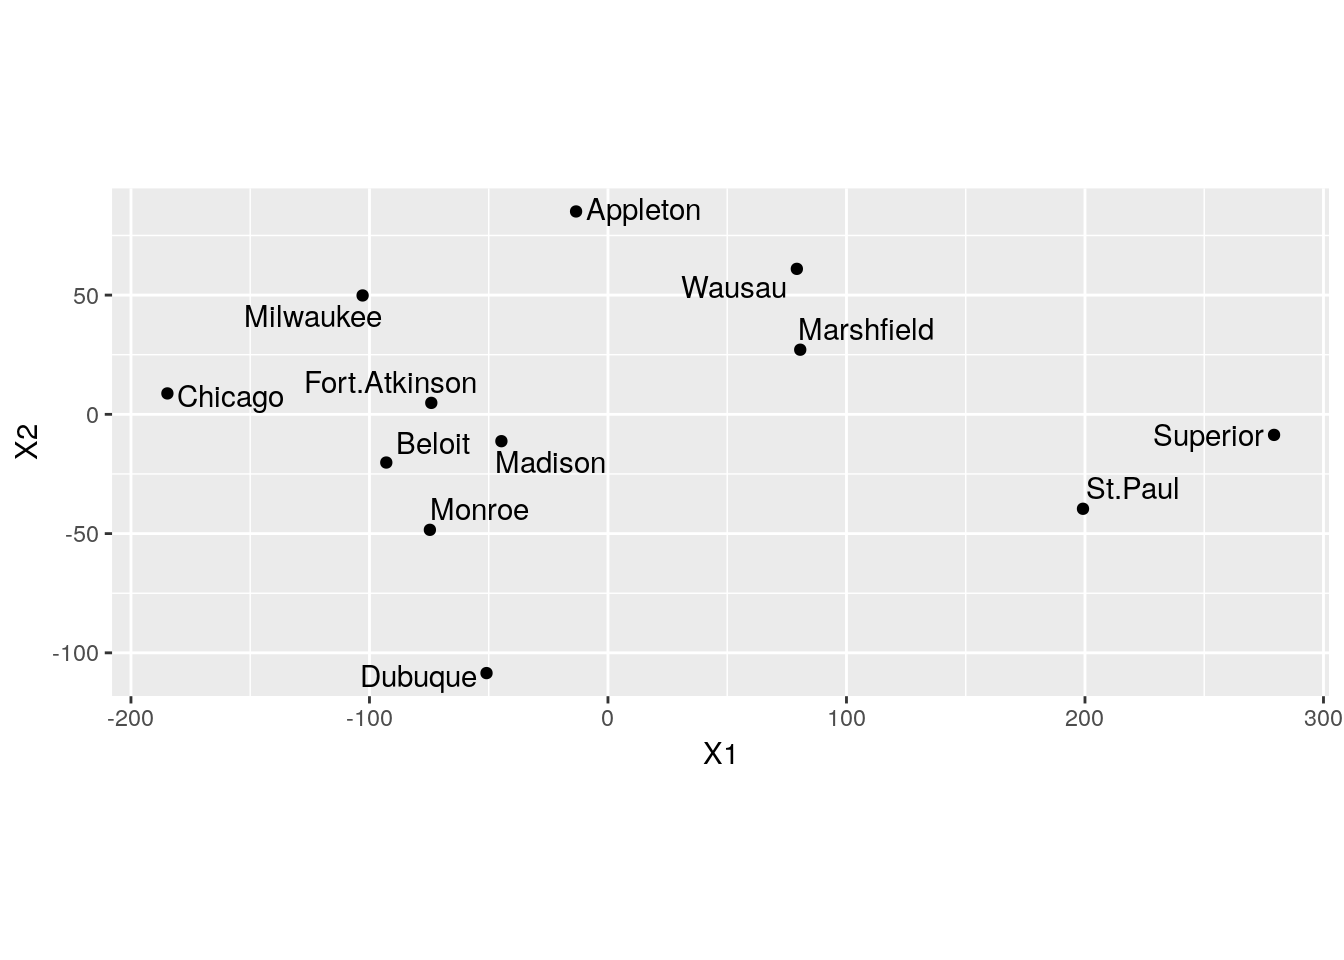 Appleton
Wausau
50
Milwaukee
Marshfield
Fort.Atkinson
Chicago
0
X2
Beloit
Superior
Madison
St.Paul
Monroe
-50
-100
Dubuque
-200 -100 0 100 200 300
X1